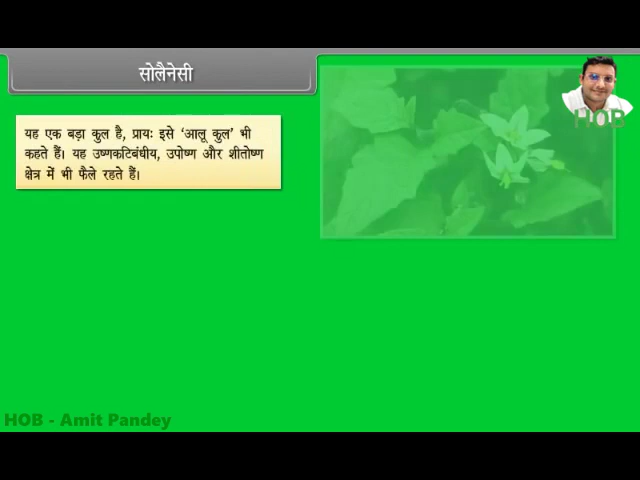 सोलैनेसी
यह एक बड़ा कुल है, प्रायः इसे ‘आलू कुल’ भी
कहते हैं। यह उष्णकटिबंधीय, उपोष्ण और शीतोष्ण
क्षेत्र में भी फैले रहते हैं।
HOB
HOB - Amit Pandey